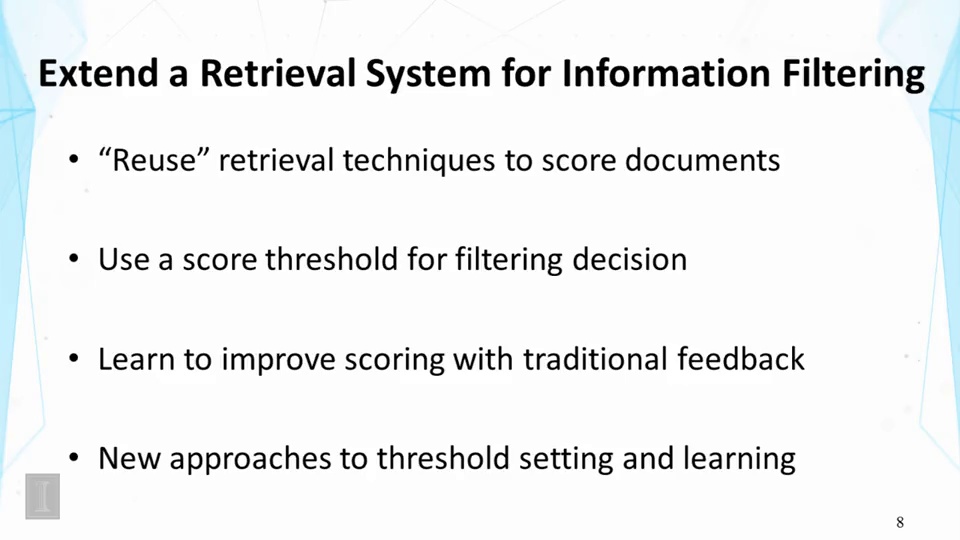 Extend a Retrieval System for Information Filtering
• “Reuse” retrieval techniques to score documents
• Use a score threshold for filtering decision
• Learn to improve scoring with traditional feedback
• New approaches to threshold setting and learning
I
8